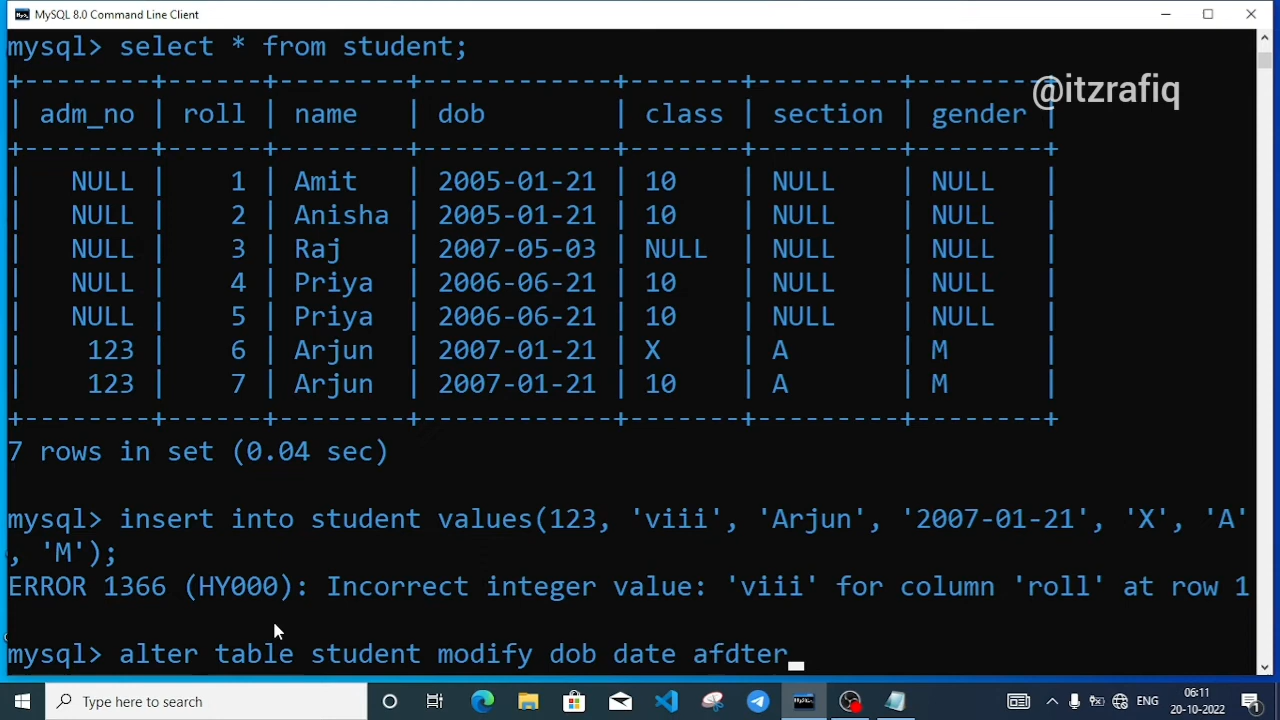 MySQL 8.0 Command Line Client
mysql> select * from student;
+--------+------+--------+------------+-------+---------+--------+
@itzrafiq
| adm_no | roll | name   | dob        | class | section | gender |
+--------+------+--------+------------+-------+---------+--------+
|   NULL |    1 | Amit   | 2005-01-21 | 10    | NULL    | NULL   |
|   NULL |    2 | Anisha | 2005-01-21 | 10    | NULL    | NULL   |
|   NULL |    3 | Raj    | 2007-05-03 | NULL  | NULL    | NULL   |
|   NULL |    4 | Priya  | 2006-06-21 | 10    | NULL    | NULL   |
|   NULL |    5 | Priya  | 2006-06-21 | 10    | NULL    | NULL   |
|    123 |    6 | Arjun  | 2007-01-21 | X     | A       | M      |
|    123 |    7 | Arjun  | 2007-01-21 | 10    | A       | M      |
+--------+------+--------+------------+-------+---------+--------+
7 rows in set (0.04 sec)
mysql> insert into student values(123, 'viii', 'Arjun', '2007-01-21', 'X', 'A'
, 'M');
ERROR 1366 (HY000): Incorrect integer value: 'viii' for column 'roll' at row 1
mysql> alter table student modify dob date afdter
Type here to search
ENG
06:11
20-10-2022
1